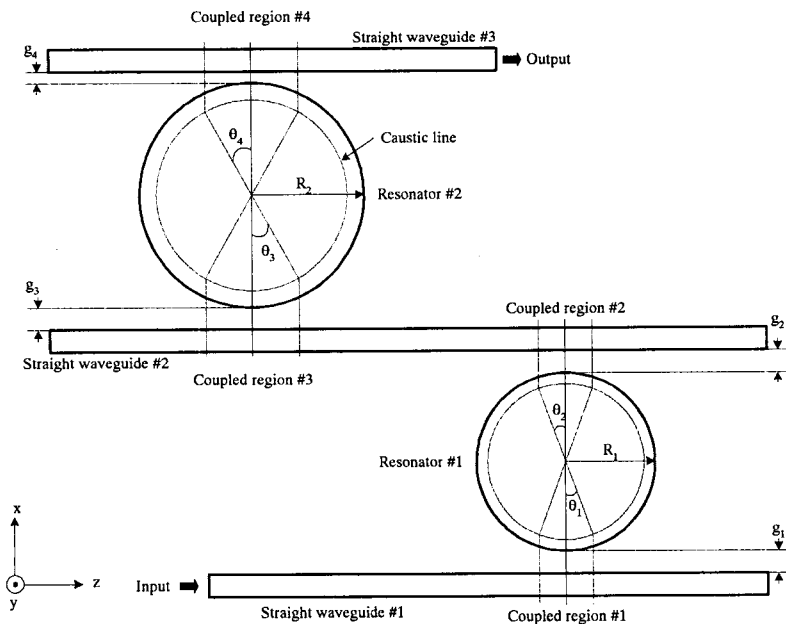 Coupled region #4
Straight waveguide #3
g4
Output
θ4
Caustic line
R2
Resonator #2
θ3
g3
Coupled region #2
g2
Straight waveguide #2
Coupled region #3
θ2
Resonator #1
R1
θ1
g1
x
z
y
Input
Straight waveguide #1
Coupled region #1